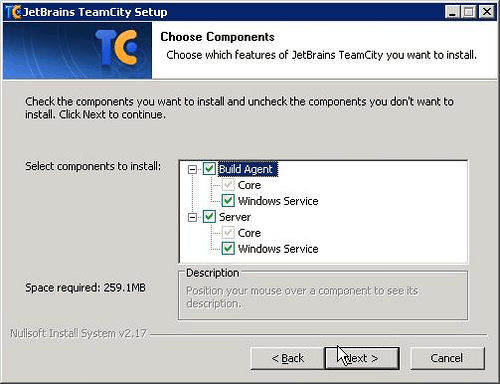 TC JetBrains TeamCity Setup
TC
Choose Components
Choose which features of JetBrains TeamCity you want to install.
Check the components you want to install and uncheck the components you don't want to
install. Click Next to continue.
Select components to install:
Build Agent
Core
Windows Service
Server
Core
Windows Service
Space required: 259.1MB
Description
Position your mouse over a component to see its
description.
Nullsoft Install System v2.17
< Back
Next >
Cancel